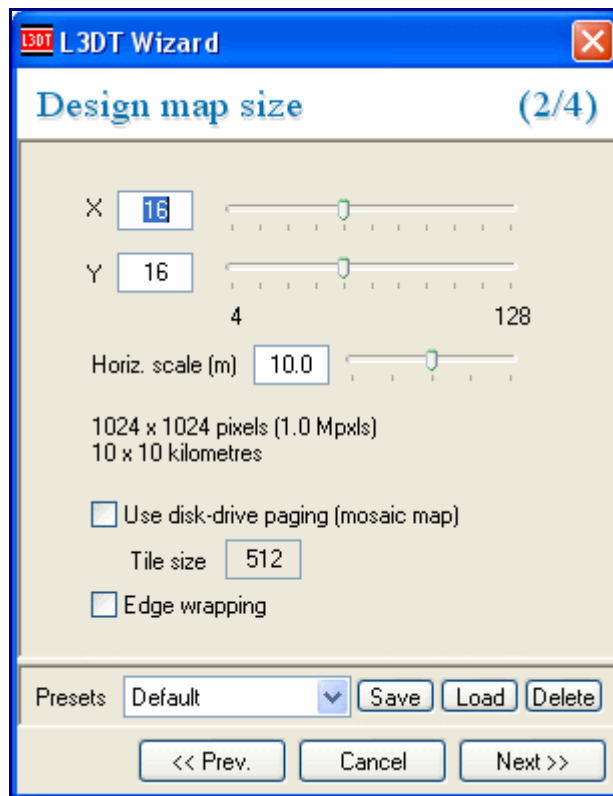 L3DT L3DT Wizard
Design map size (2/4)
X 16
Y 16
4 128
Horiz. scale (m) 10.0
1024 x 1024 pixels (1.0 Mpxls)
10 x 10 kilometres
Use disk-drive paging (mosaic map)
Tile size 512
Edge wrapping
Presets Default Save Load Delete
<< Prev. Cancel Next >>